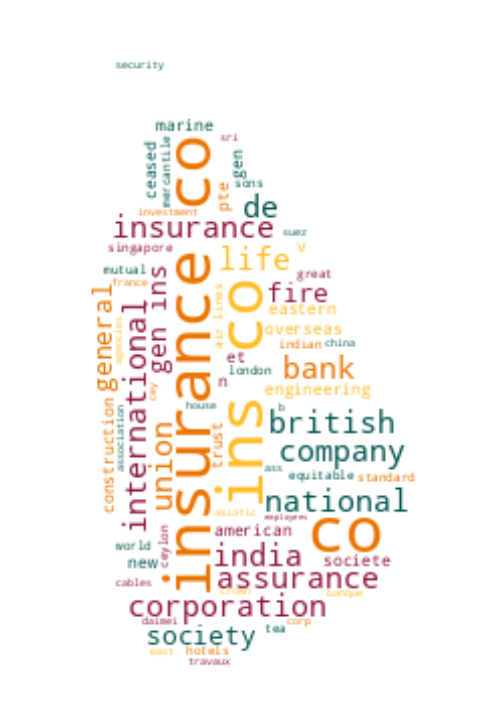 security
marine
co
sri
ceased
mercantile
gen
sons
pte
investment
de
insurance
suez
singapore
life
v
insurance
mutual
gen ins
great
france
co
fire
general
international
eastern
air lines
agencies
overseas
indian
china
et
london
bank
n
cey
engineering
ins
house
b
construction
association
british
union
trust
company
ass
equitable
standard
national
asiatic
employees
co
american
ceylon
world
india
societe
new
assurance
cables
crown
banque
corporation
daimei
corp
society
tea
east
hotels
travaux